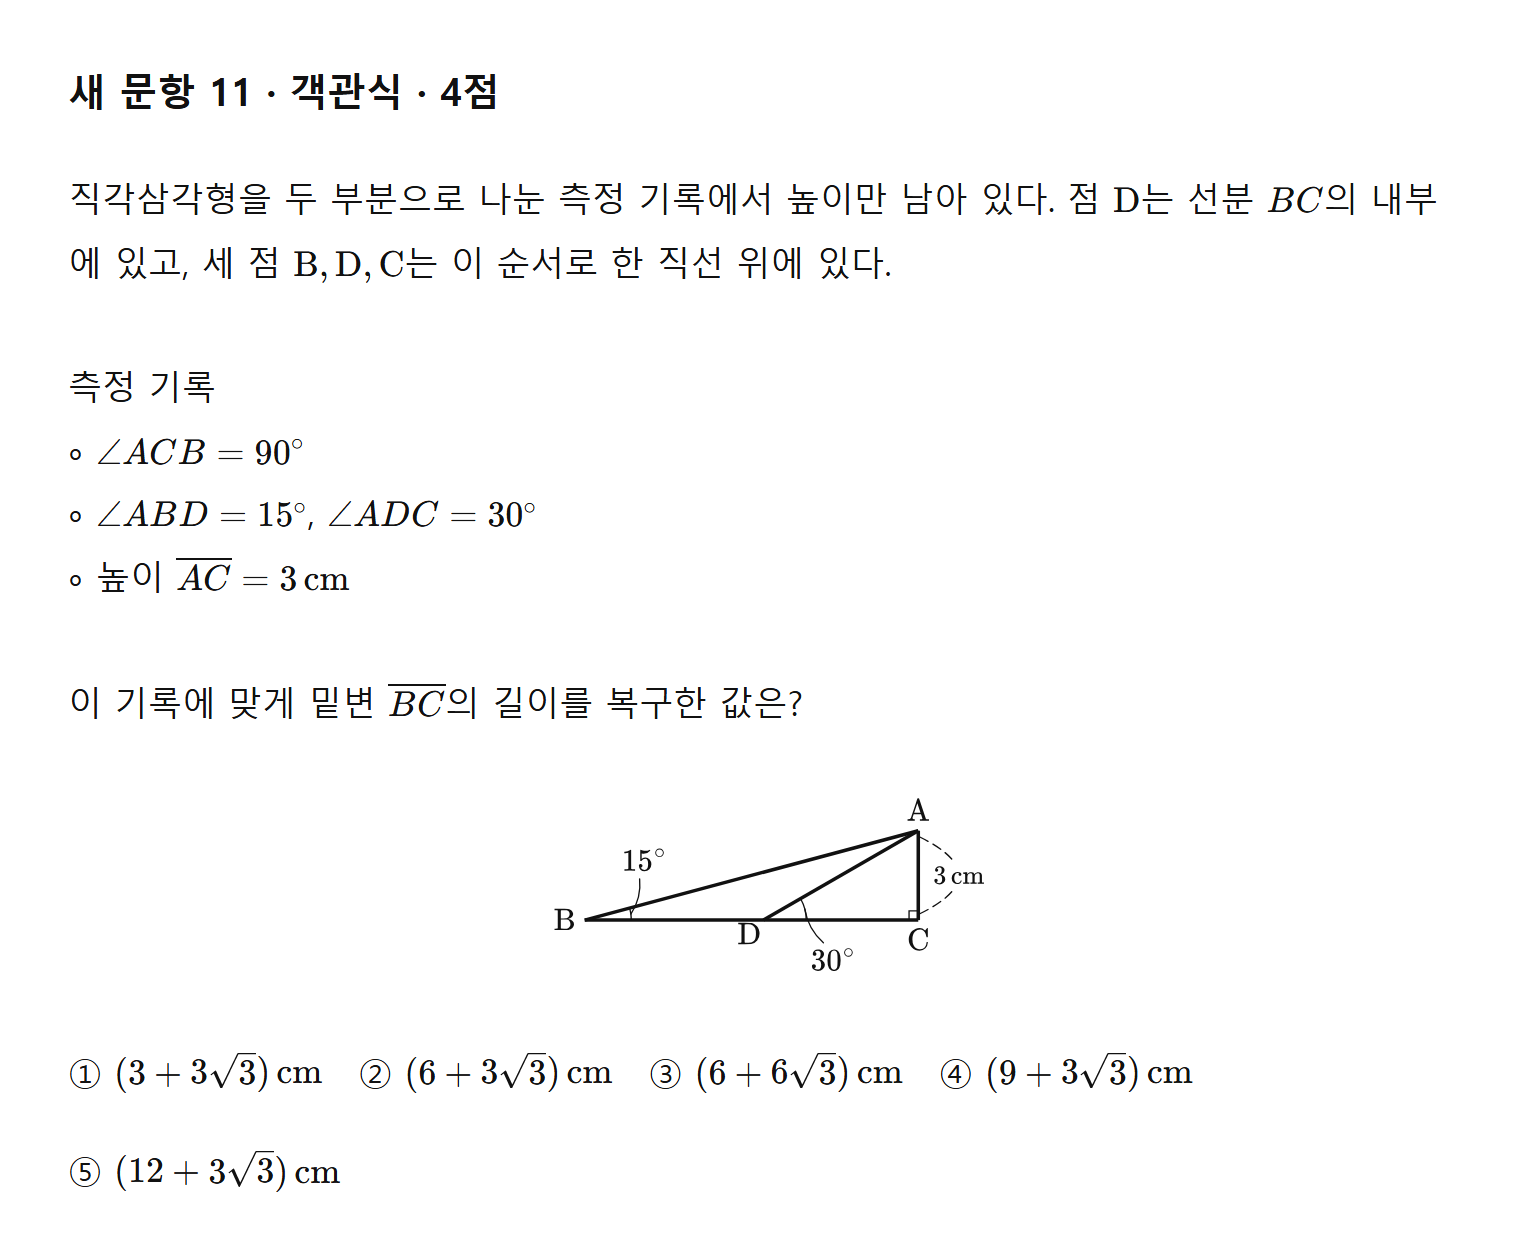 새 문항 11 · 객관식 · 4점
직각삼각형을 두 부분으로 나눈 측정 기록에서 높이만 남아 있다. 점 D는 선분 BC의 내부
에 있고, 세 점 B, D, C는 이 순서로 한 직선 위에 있다.
측정 기록
∘ ∠ACB = 90°
∘ ∠ABD = 15°, ∠ADC = 30°
∘ 높이 A̅C̅ = 3 cm
이 기록에 맞게 밑변 B̅C̅의 길이를 복구한 값은?
A
15°
3 cm
B
D
C
30°
① (3 + 3√3) cm ② (6 + 3√3) cm ③ (6 + 6√3) cm ④ (9 + 3√3) cm
⑤ (12 + 3√3) cm